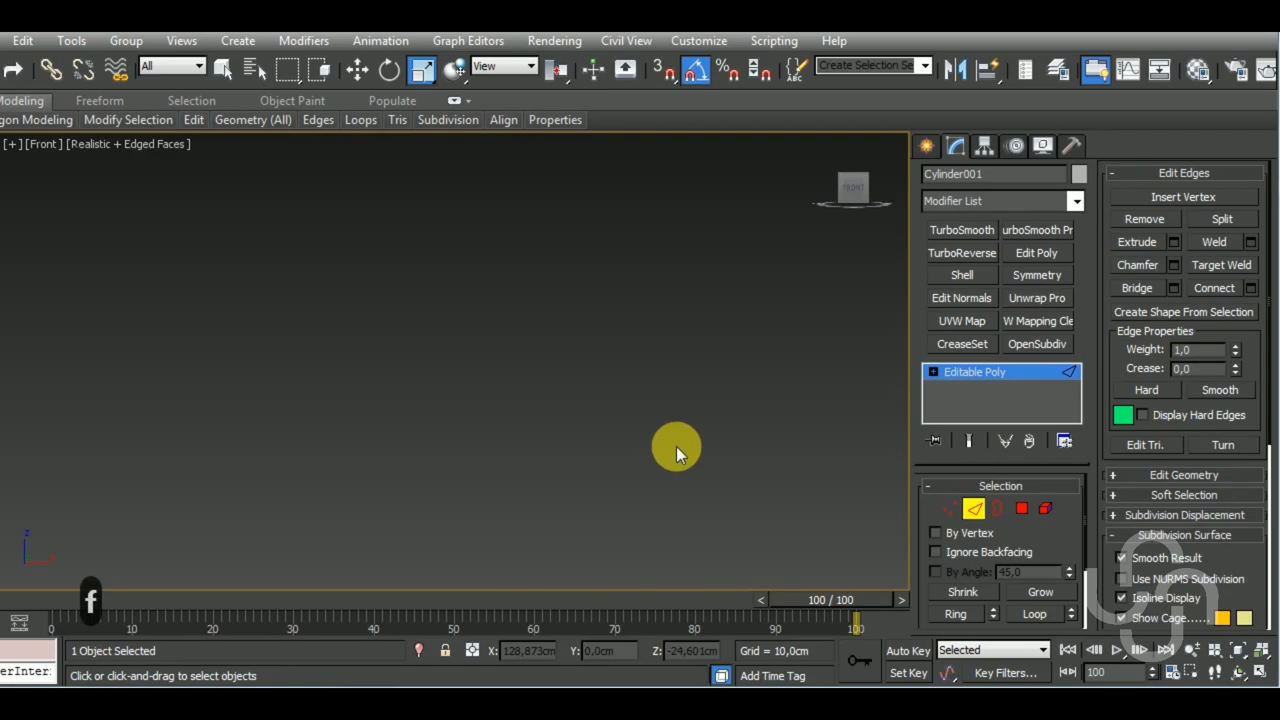 Edit Tools Group Views Create Modifiers Animation Graph Editors Rendering Civil View Customize Scripting Help
All View 3 % ABC Create Selection Se
Modeling Freeform Selection Object Paint Populate
gon Modeling Modify Selection Edit Geometry (All) Edges Loops Tris Subdivision Align Properties
[+] [Front] [Realistic + Edged Faces]
FRONT
Cylinder001
Modifier List
TurboSmooth urboSmooth Pr
TurboReverse Edit Poly
Shell Symmetry
Edit Normals Unwrap Pro
UVW Map W Mapping Cle
CreaseSet OpenSubdiv
Editable Poly
- Selection
By Vertex
Ignore Backfacing
By Angle: 45,0
Shrink Grow
Ring Loop
- Edit Edges
Insert Vertex
Remove Split
Extrude Weld
Chamfer Target Weld
Bridge Connect
Create Shape From Selection
Edge Properties
Weight: 1,0
Crease: 0,0
Hard Smooth
Display Hard Edges
Edit Tri. Turn
+ Edit Geometry
+ Soft Selection
+ Subdivision Displacement
- Subdivision Surface
Smooth Result
Use NURMS Subdivision
Isoline Display
Show Cage......
z
f
< 100 / 100 >
0 10 20 30 40 50 60 70 80 90 100
1 Object Selected X: 128,873cm Y: 0,0cm Z: -24,601cm Grid = 10,0cm Auto Key Selected
erInter: Click or click-and-drag to select objects Add Time Tag Set Key Key Filters... 100